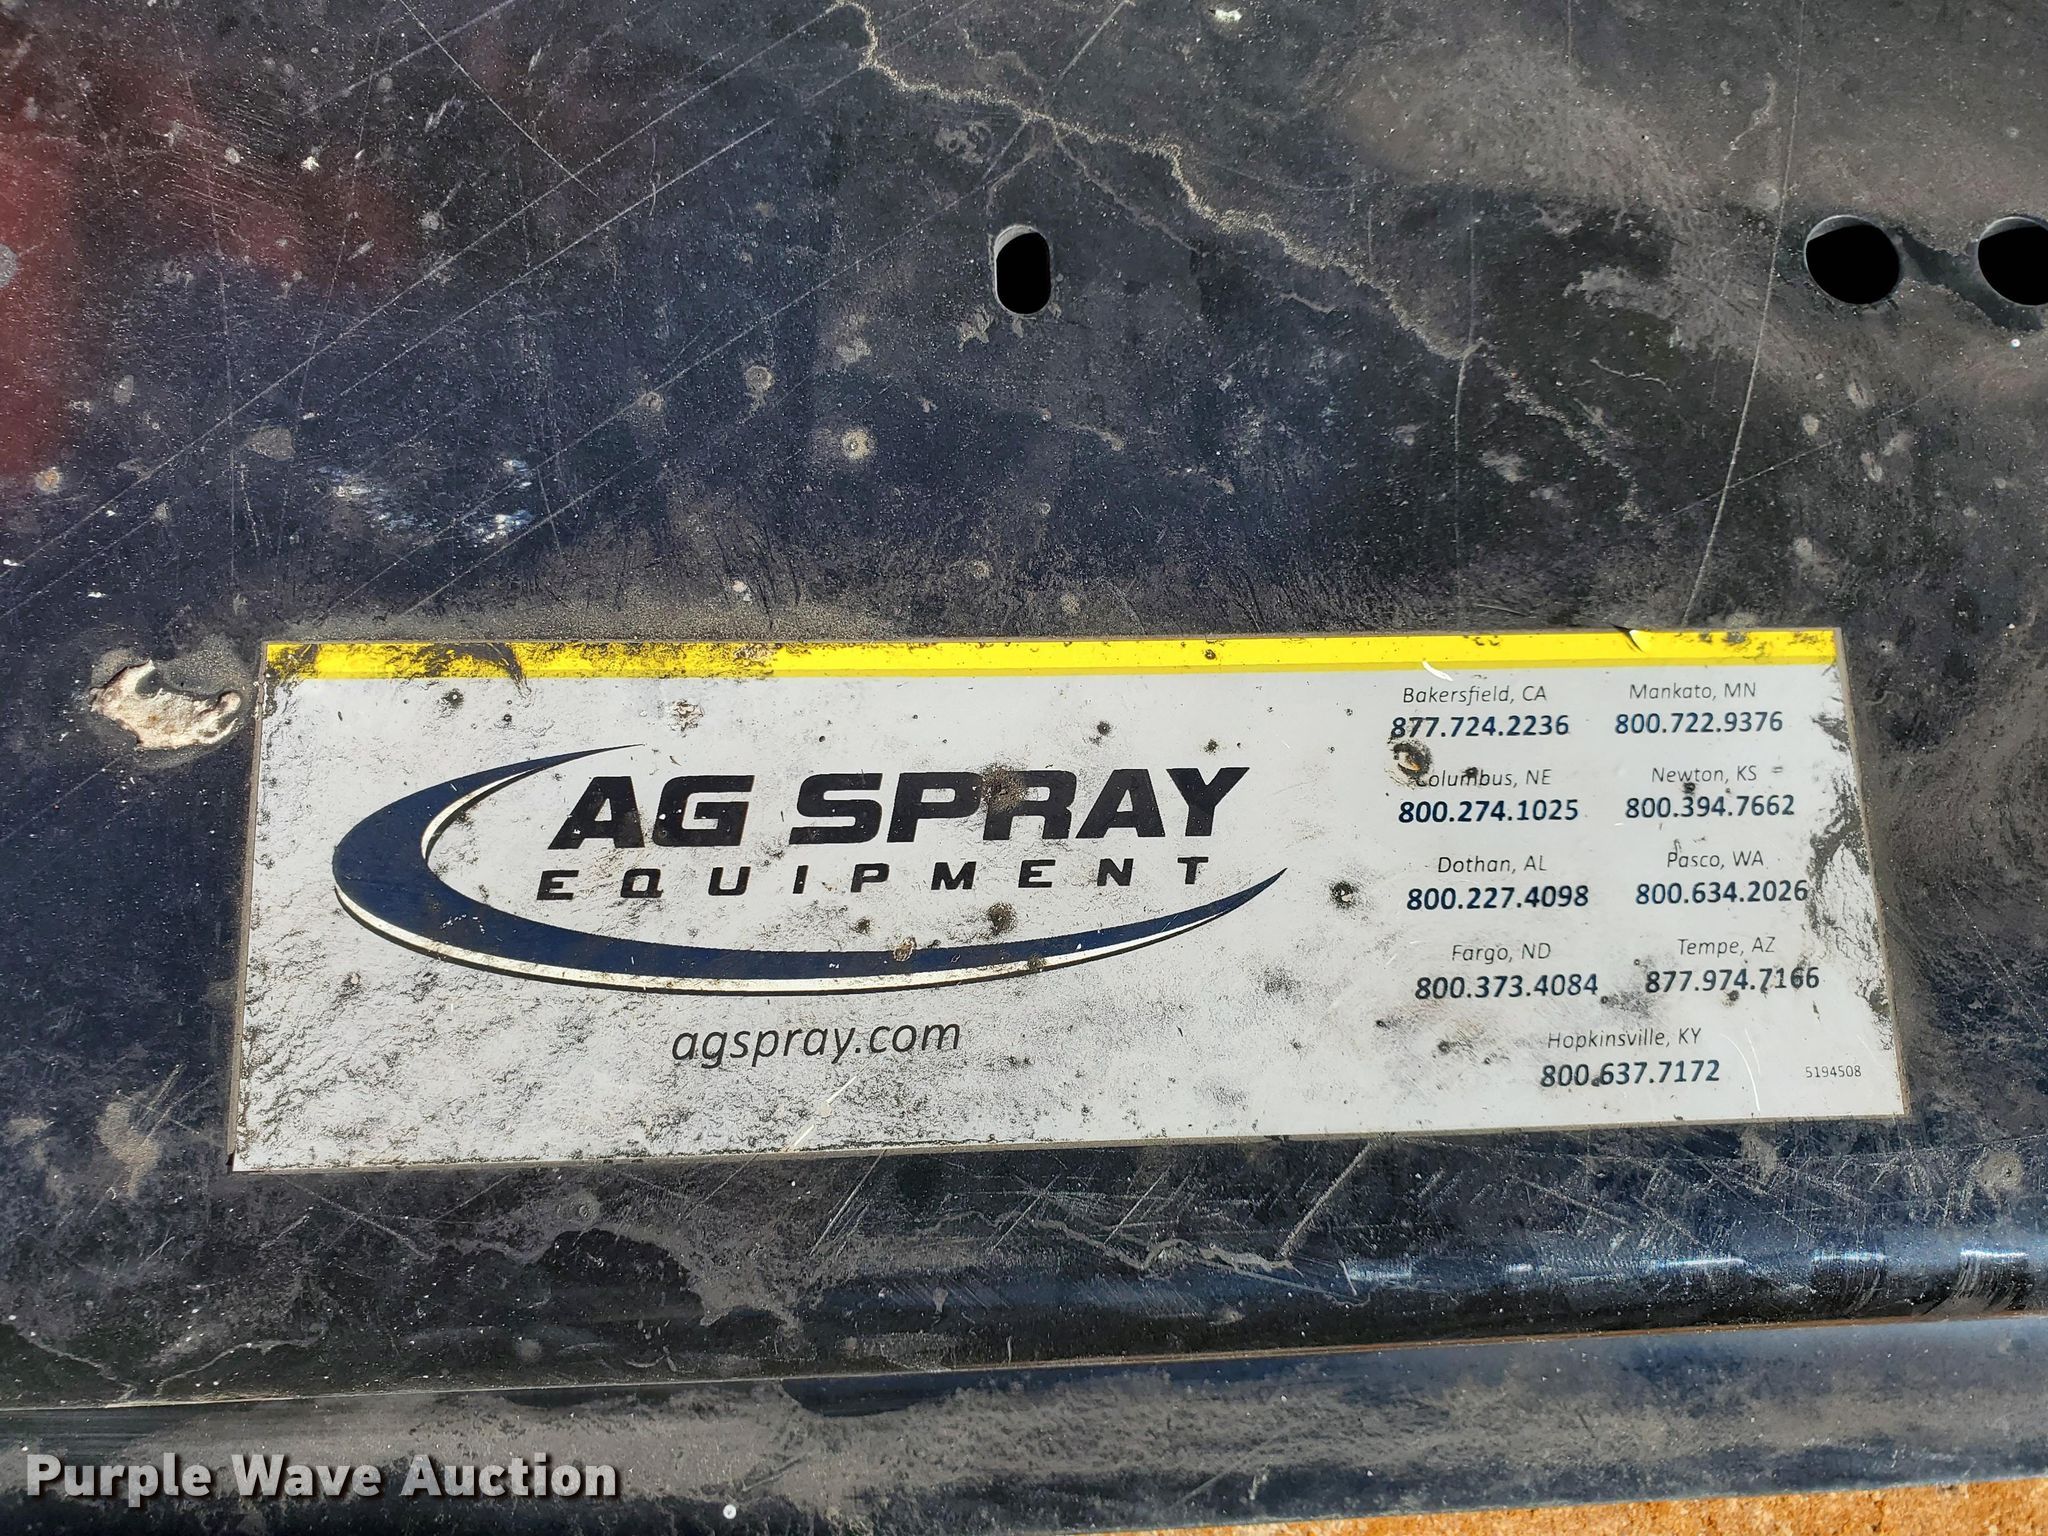 AG SPRAY
EQUIPMENT
agspray.com
Bakersfield, CA
877.724.2236
Columbus, NE
800.274.1025
Dothan, AL
800.227.4098
Fargo, ND
800.373.4084
Mankato, MN
800.722.9376
Newton, KS
800.394.7662
Pasco, WA
800.634.2026
Tempe, AZ
877.974.7166
Hopkinsville, KY
800.637.7172
5194508
Purple Wave Auction